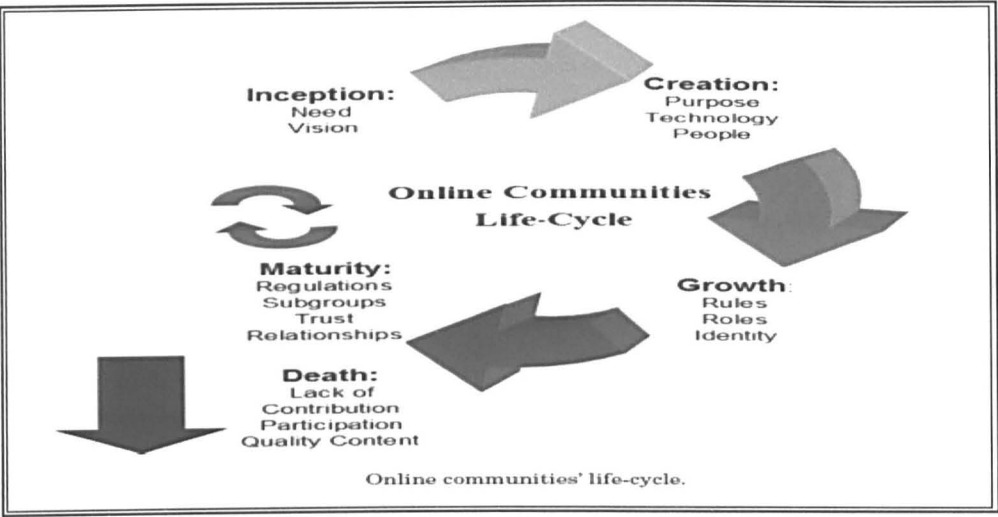 Inception:
Need
Vision
Creation:
Purpose
Technology
People
Online Communities
Life-Cycle
Maturity:
Regulations
Subgroups
Trust
Relationships
Growth:
Rules
Roles
Identity
Death:
Lack of
Contribution
Participation
Quality Content
Online communities' life-cycle.